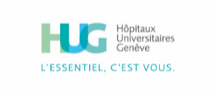 HUG
Hôpitaux
Universitaires
Genève
L'ESSENTIEL, C'EST VOUS.